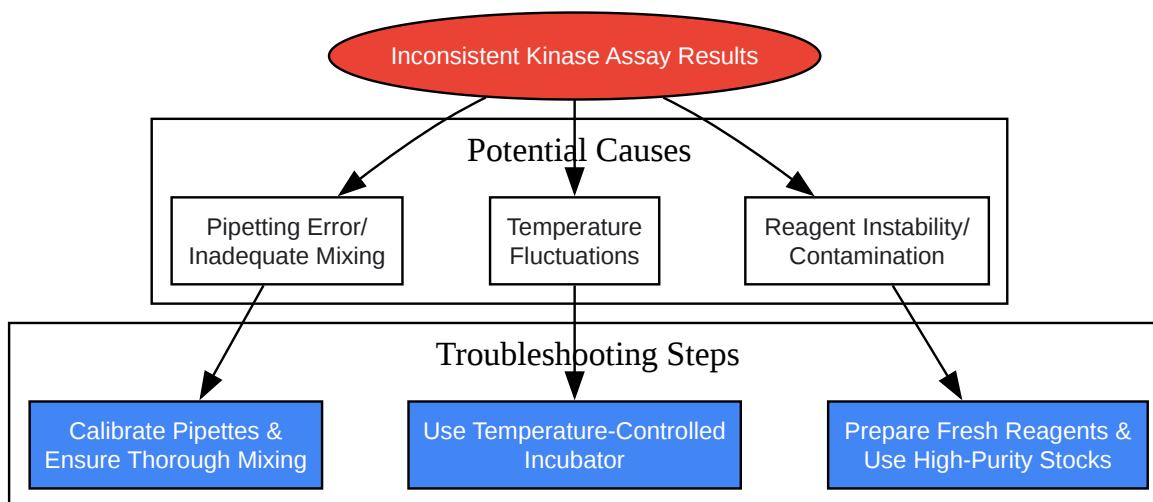 Inconsistent Kinase Assay Results
Potential Causes
Pipetting Error/
Inadequate Mixing
Temperature
Fluctuations
Reagent Instability/
Contamination
Troubleshooting Steps
Calibrate Pipettes &
Ensure Thorough Mixing
Use Temperature-Controlled
Incubator
Prepare Fresh Reagents &
Use High-Purity Stocks